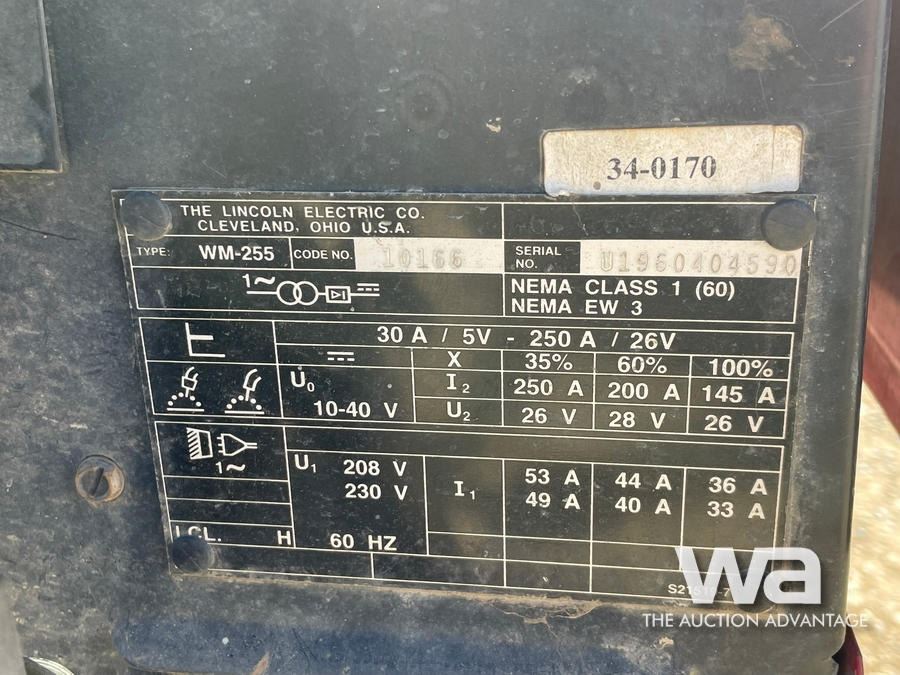 34-0170
THE LINCOLN ELECTRIC CO.
CLEVELAND, OHIO U.S.A.
TYPE: WM-255 CODE NO. 10166 SERIAL NO. U1960404590
1~
NEMA CLASS 1 (60)
NEMA EW 3
30 A / 5V - 250 A / 26V
X 35% 60% 100%
U0 I2 250 A 200 A 145 A
10-40 V U2 26 V 28 V 26 V
1~
U1 208 V I1 53 A 44 A 36 A
230 V 49 A 40 A 33 A
I.CL. H 60 HZ
wa
THE AUCTION ADVANTAGE